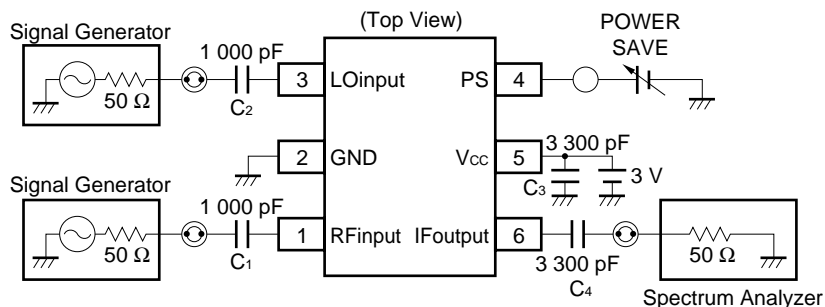 (Top View)
Signal Generator
1 000 pF
POWER
SAVE
50 Ω
C2
3
LOinput
PS
4
2
GND
VCC
5
3 300 pF
C3
3 V
Signal Generator
1 000 pF
50 Ω
C1
1
RFinput
IFoutput
6
3 300 pF
C4
50 Ω
Spectrum Analyzer